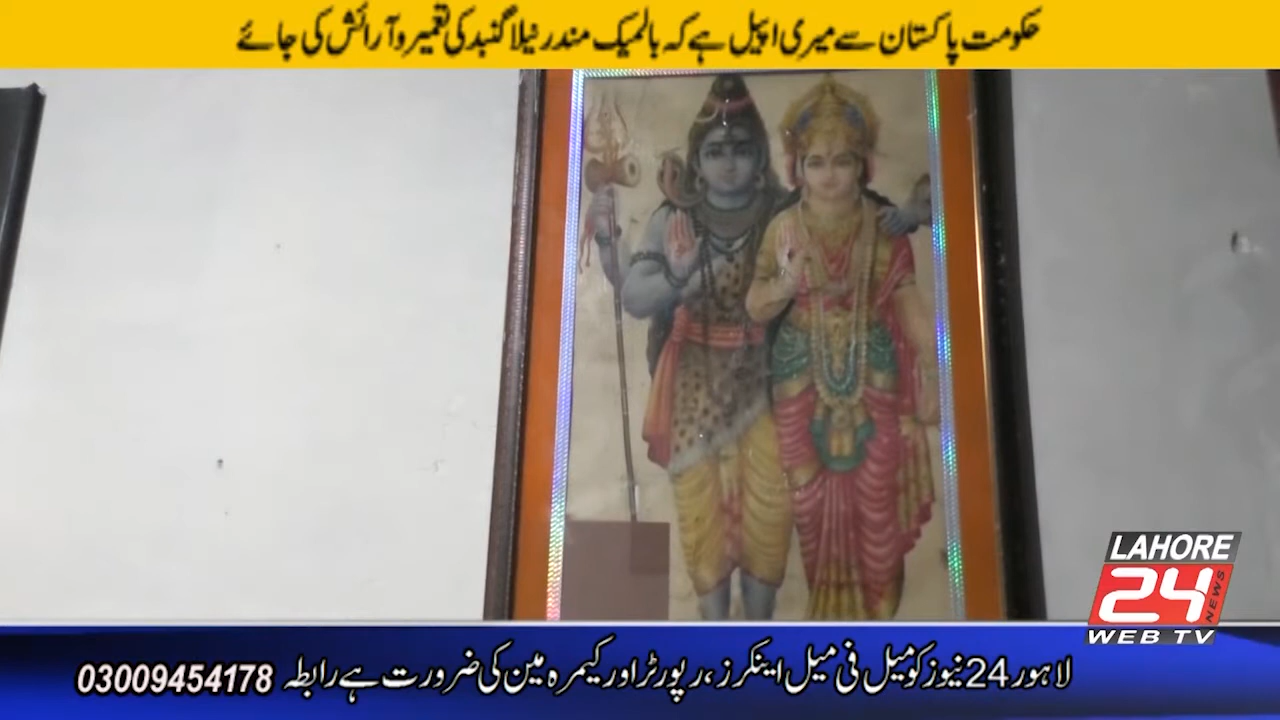 حکومت پاکستان سے میری اپیل ہے کہ بالمیک مندر نیلا گنبد کی تعمیر و آرائش کی جائے
LAHORE
24
NEWS
WEB TV
لاہور 24 نیوز کو میل فی میل اینکرز، رپورٹر اور کیمرہ مین کی ضرورت ہے رابطہ 03009454178